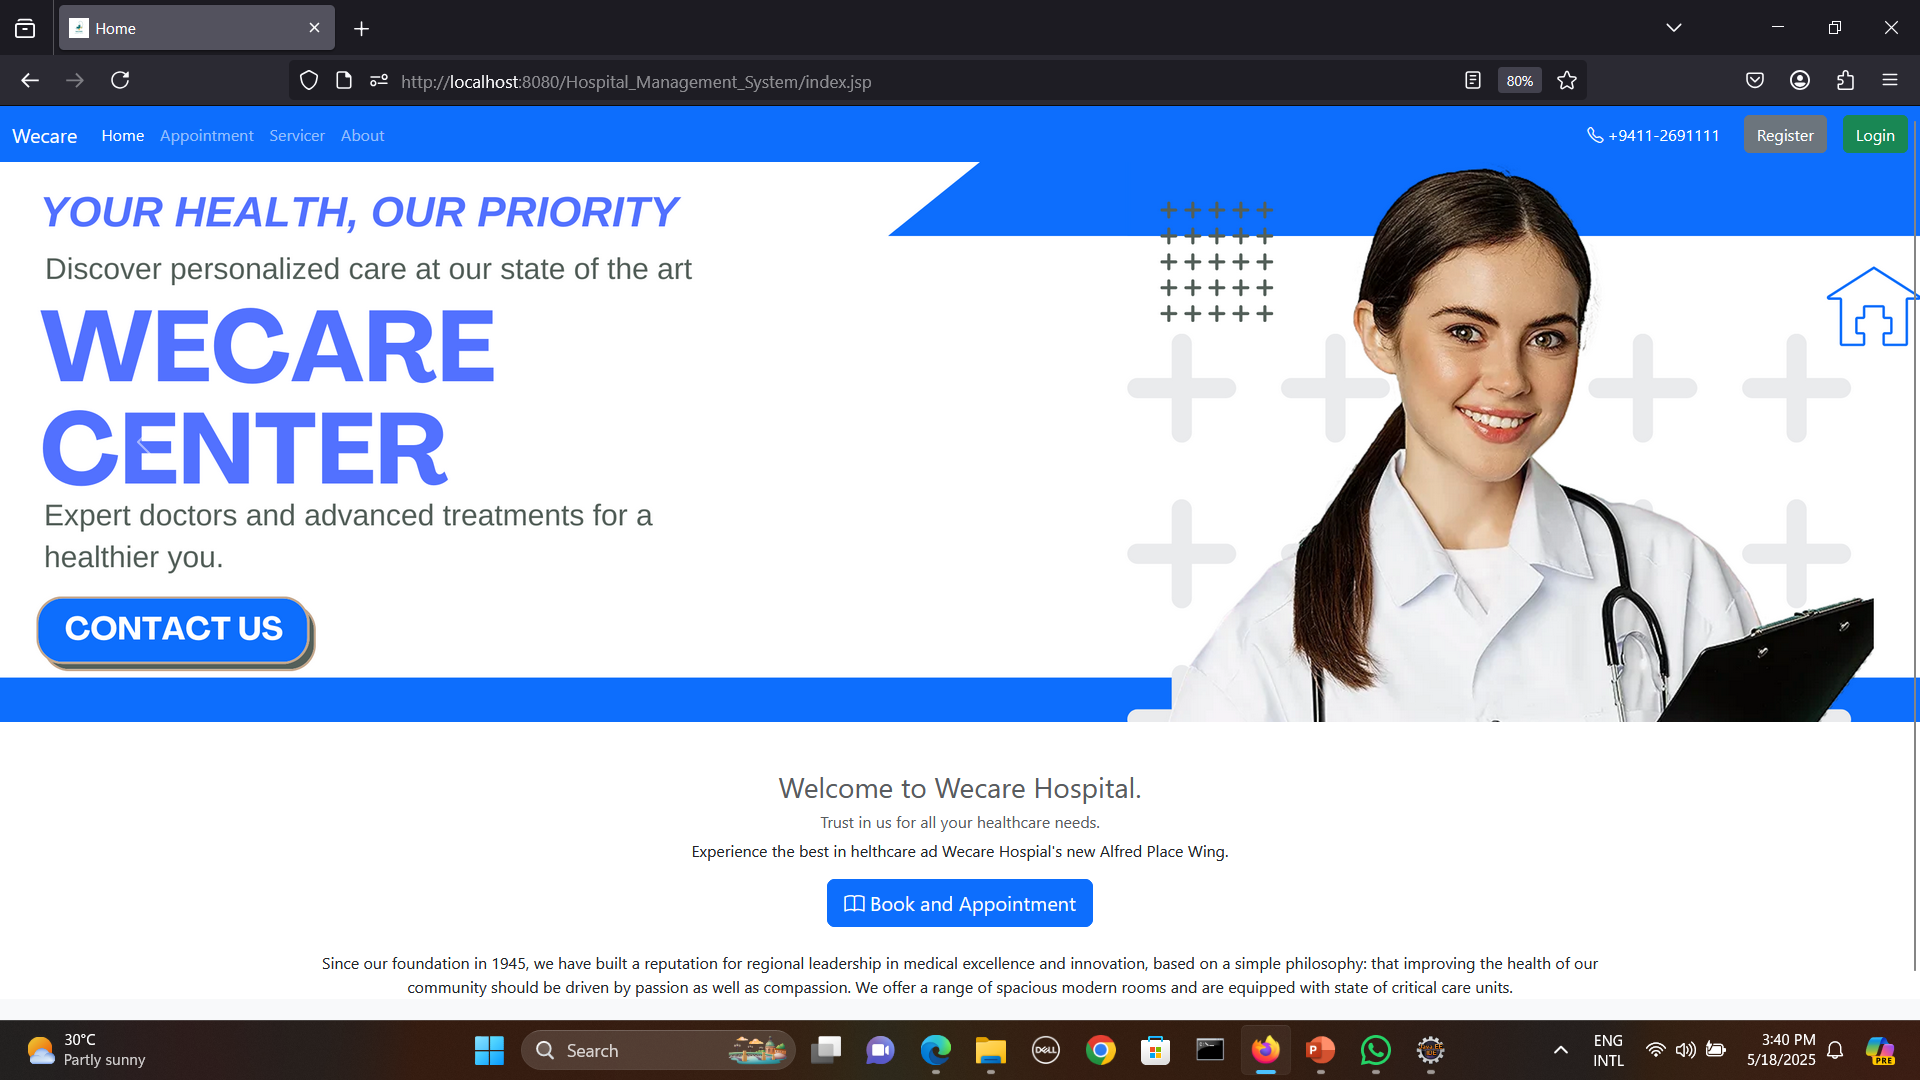 Home
http://localhost:8080/Hospital_Management_System/index.jsp
80%
Wecare Home Appointment Servicer About +9411-2691111 Register Login
YOUR HEALTH, OUR PRIORITY
Discover personalized care at our state of the art
WECARE
CENTER
Expert doctors and advanced treatments for a
healthier you.
CONTACT US
Welcome to Wecare Hospital.
Trust in us for all your healthcare needs.
Experience the best in helthcare ad Wecare Hospial's new Alfred Place Wing.
Book and Appointment
Since our foundation in 1945, we have built a reputation for regional leadership in medical excellence and innovation, based on a simple philosophy: that improving the health of our
community should be driven by passion as well as compassion. We offer a range of spacious modern rooms and are equipped with state of critical care units.
30°C
Partly sunny
Search
DELL
ENG
INTL
3:40 PM
5/18/2025
PRE